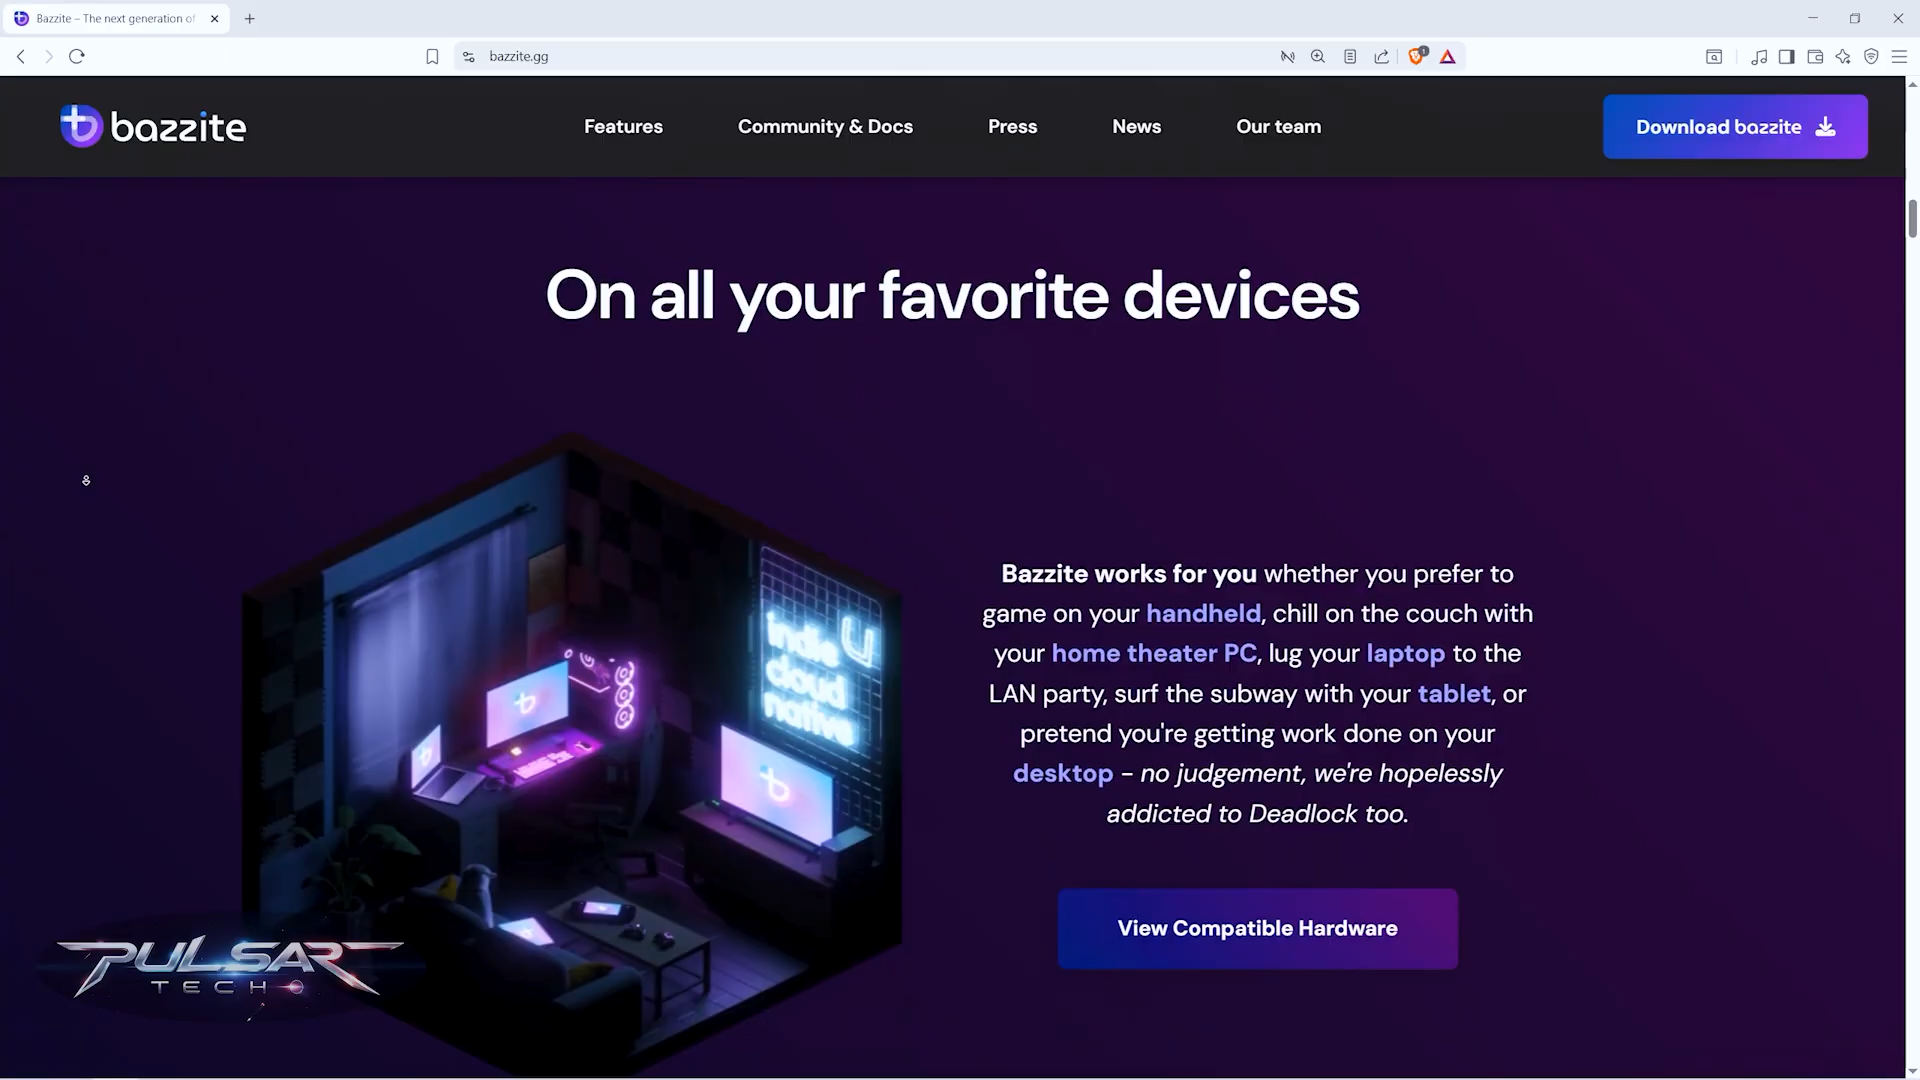 Bazzite – The next generation of
bazzite.gg
1
bazzite
Features
Community & Docs
Press
News
Our team
Download bazzite
On all your favorite devices
indie
cloud
native
U
Bazzite works for you whether you prefer to
game on your handheld, chill on the couch with
your home theater PC, lug your laptop to the
LAN party, surf the subway with your tablet, or
pretend you're getting work done on your
desktop - no judgement, we're hopelessly
addicted to Deadlock too.
View Compatible Hardware
PULSAR
TECH